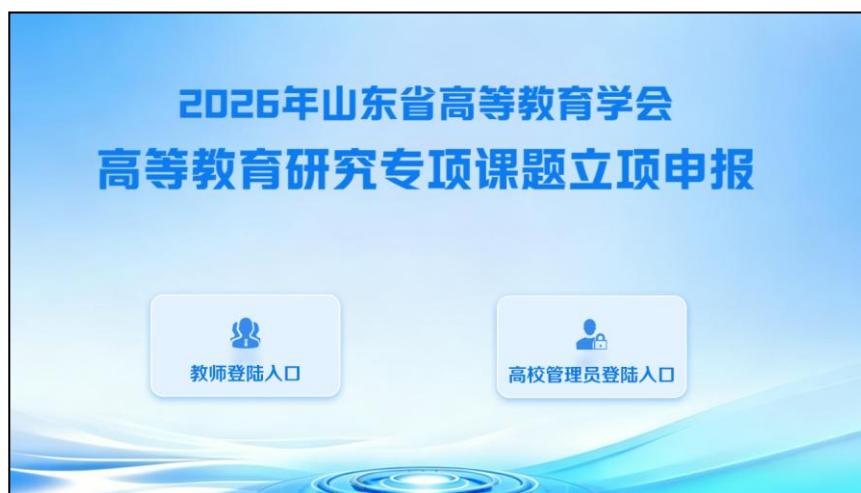 2026年山东省高等教育学会
高等教育研究专项课题立项申报
教师登陆入口
高校管理员登陆入口